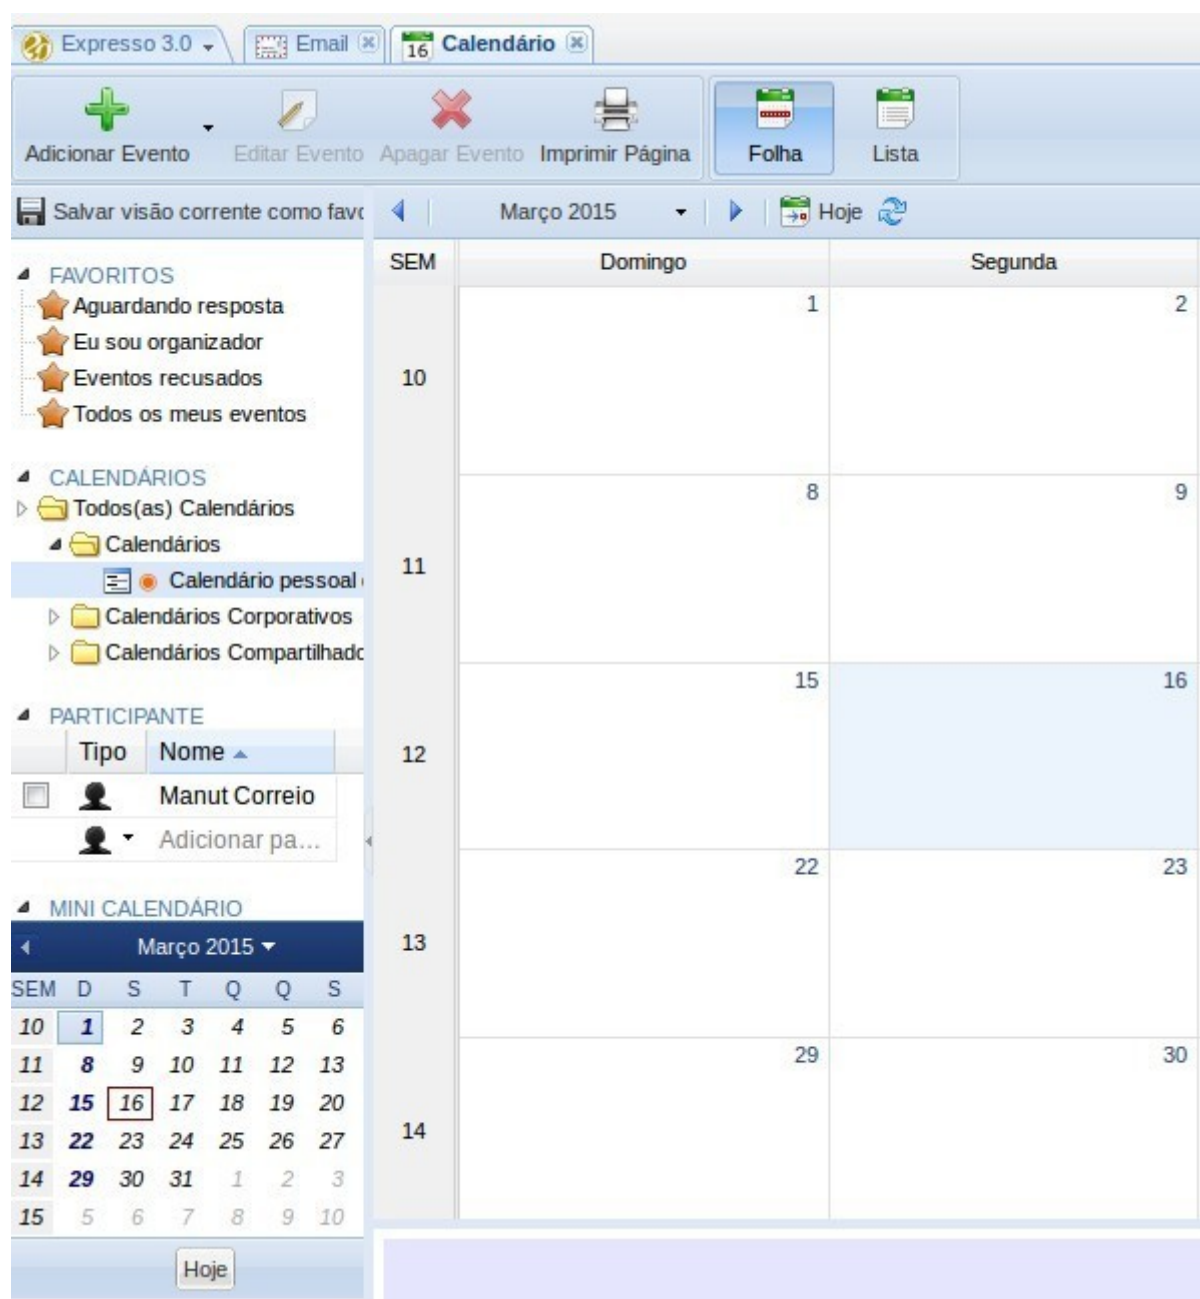 Expresso 3.0 Email 16 Calendário
Adicionar Evento Editar Evento Apagar Evento Imprimir Página Folha Lista
Salvar visão corrente como favo
Março 2015 Hoje
SEM Domingo Segunda
FAVORITOS
Aguardando resposta
Eu sou organizador
Eventos recusados
Todos os meus eventos
CALENDÁRIOS
Todos(as) Calendários
Calendários
Calendário pessoal
Calendários Corporativos
Calendários Compartilhado
PARTICIPANTE
Tipo Nome
Manut Correio
Adicionar pa...
MINI CALENDÁRIO
Março 2015
SEM D S T Q Q S
10 1 2 3 4 5 6
11 8 9 10 11 12 13
12 15 16 17 18 19 20
13 22 23 24 25 26 27
14 29 30 31 1 2 3
15 5 6 7 8 9 10
Hoje
1 2
10
8 9
11
15 16
12
22 23
13
29 30
14